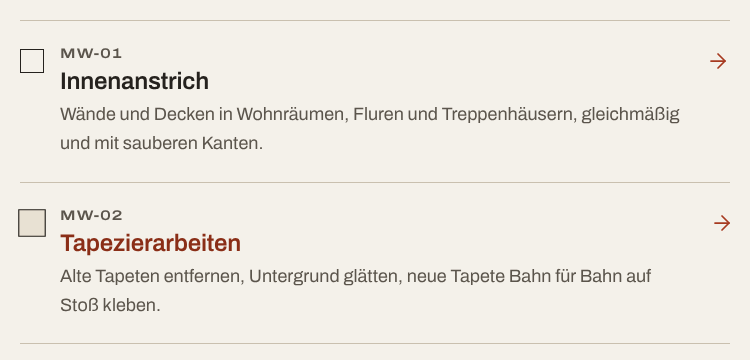 MW-01
Innenanstrich
Wände und Decken in Wohnräumen, Fluren und Treppenhäusern, gleichmäßig
und mit sauberen Kanten.
MW-02
Tapezierarbeiten
Alte Tapeten entfernen, Untergrund glätten, neue Tapete Bahn für Bahn auf
Stoß kleben.